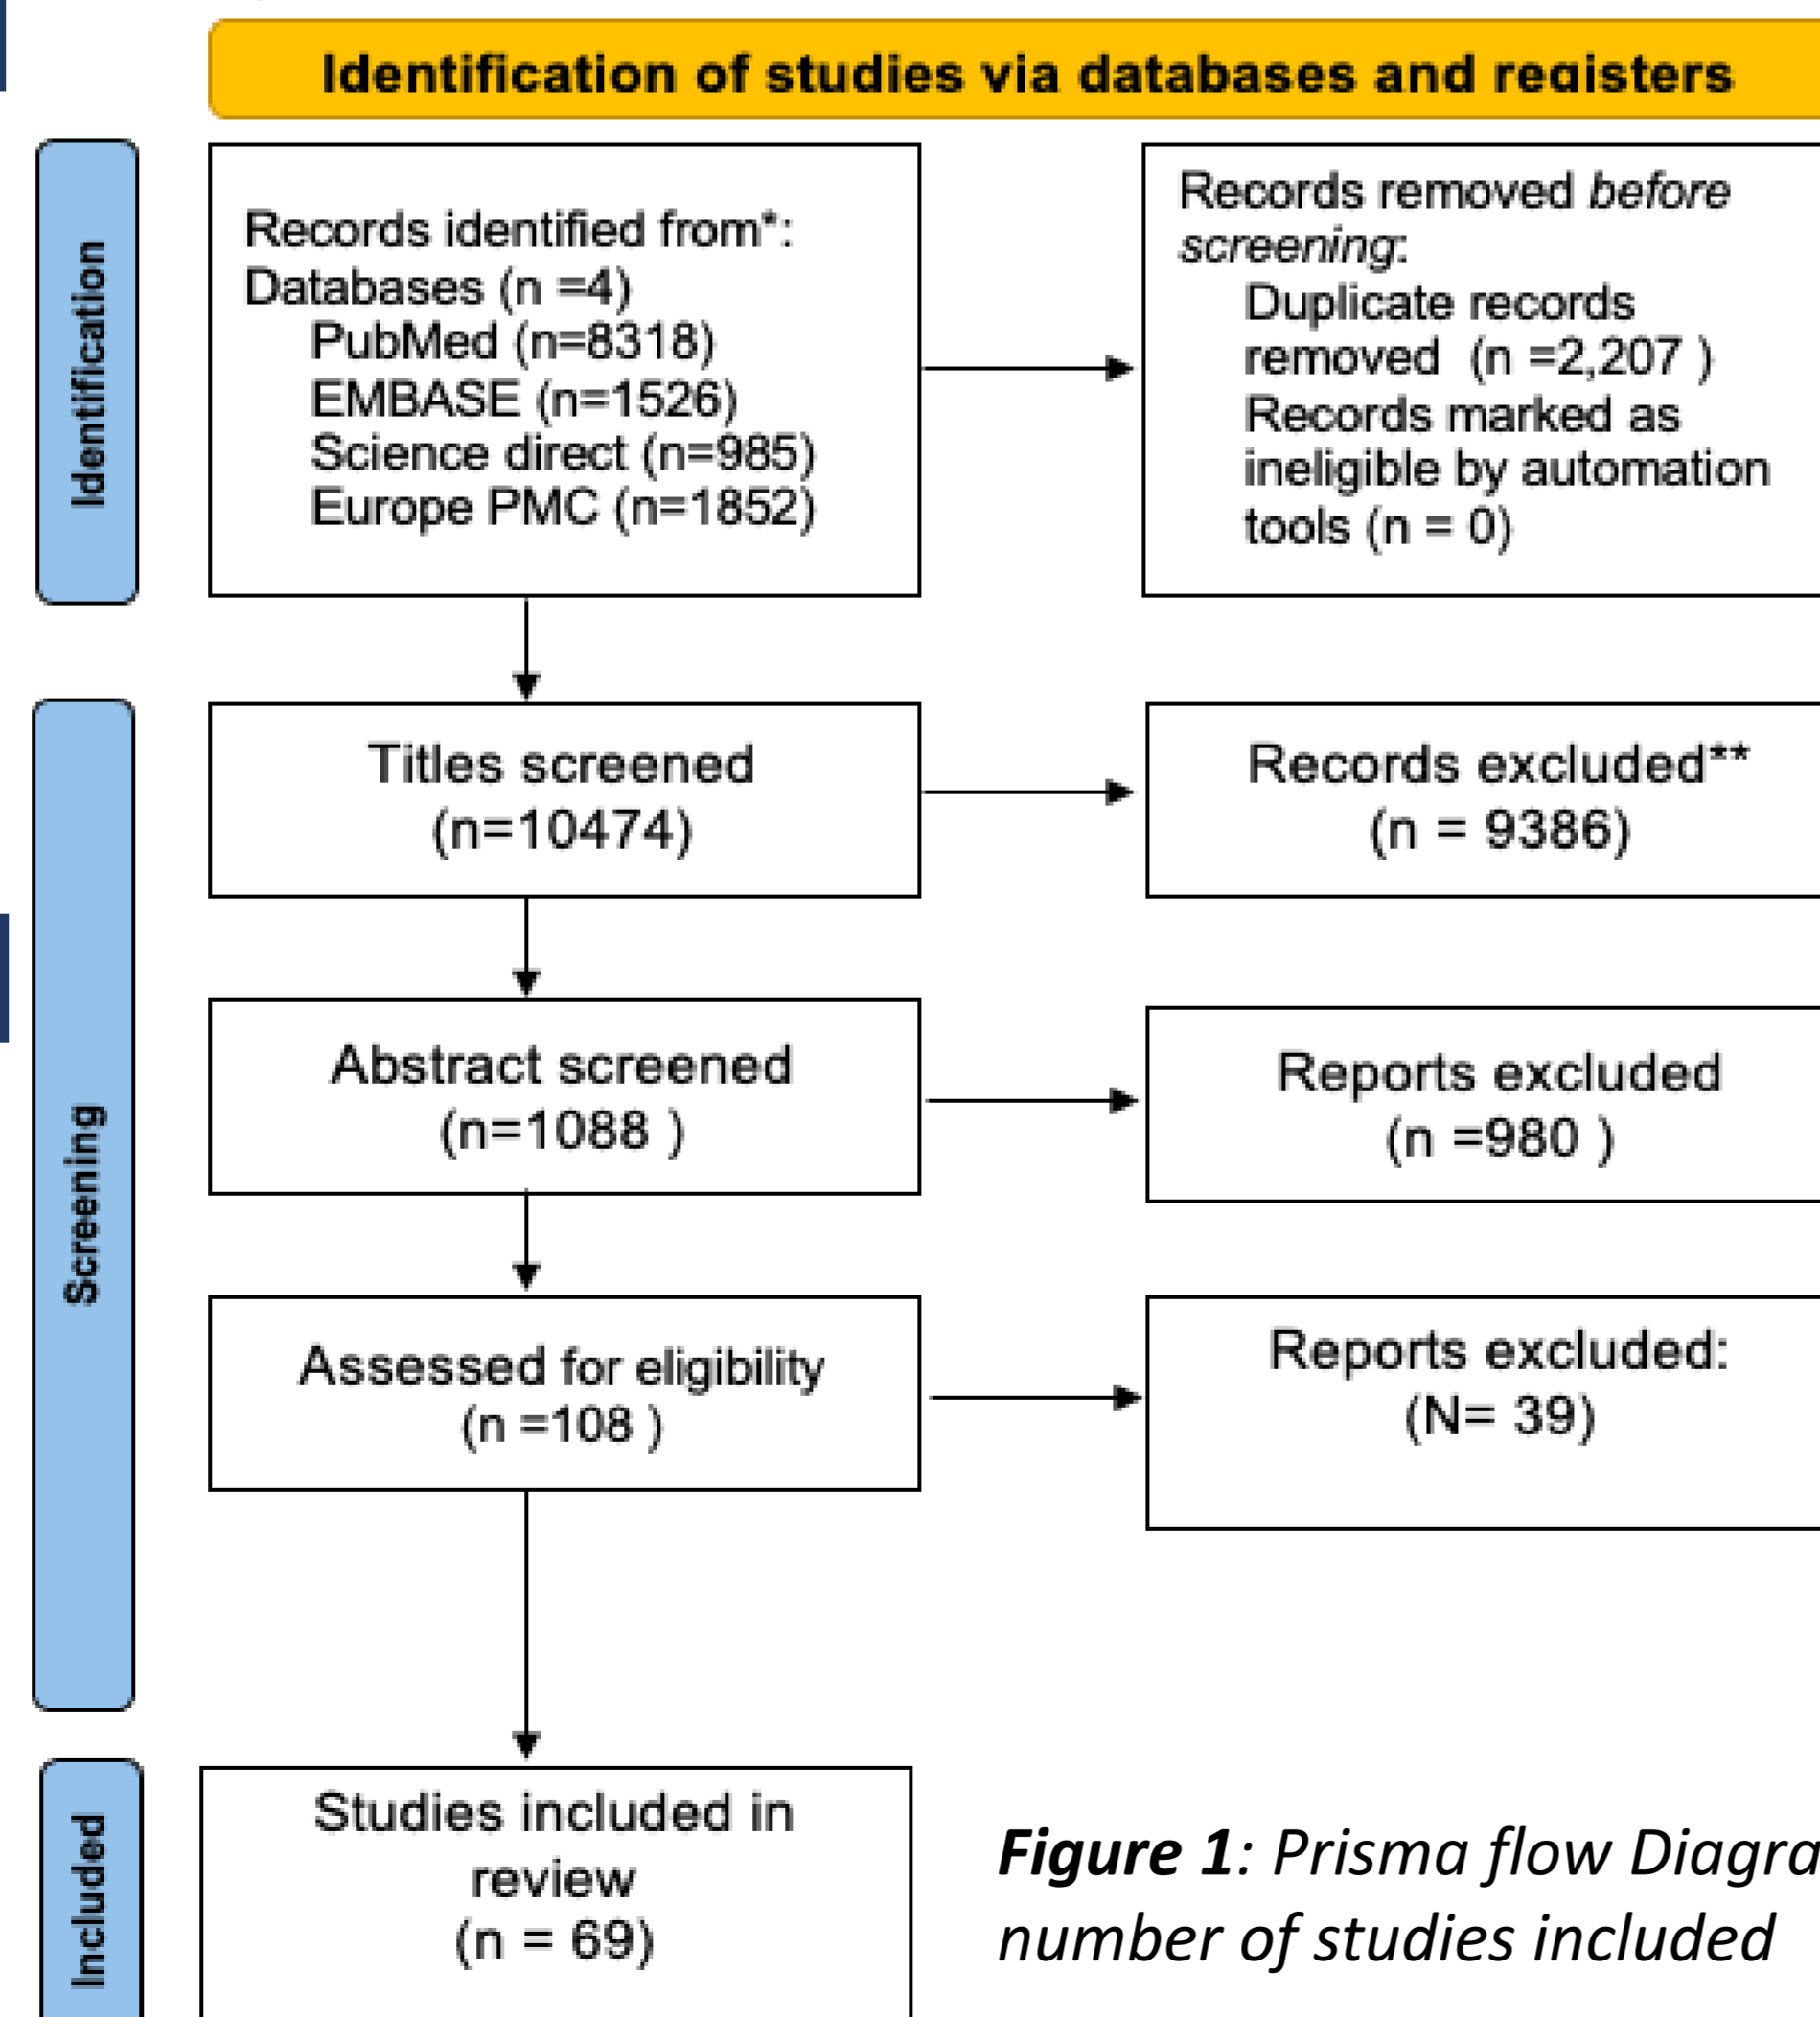 Identification of studies via databases and registers
Identification
Records identified from*:
Databases (n =4)
PubMed (n=8318)
EMBASE (n=1526)
Science direct (n=985)
Europe PMC (n=1852)
Records removed before
screening:
Duplicate records
removed  (n =2,207 )
Records marked as
ineligible by automation
tools (n = 0)
Screening
Titles screened
(n=10474)
Records excluded**
(n = 9386)
Abstract screened
(n=1088 )
Reports excluded
(n =980 )
Assessed for eligibility
(n =108 )
Reports excluded:
(N= 39)
Included
Studies included in
review
(n = 69)
Figure 1: Prisma flow Diagra
number of studies included